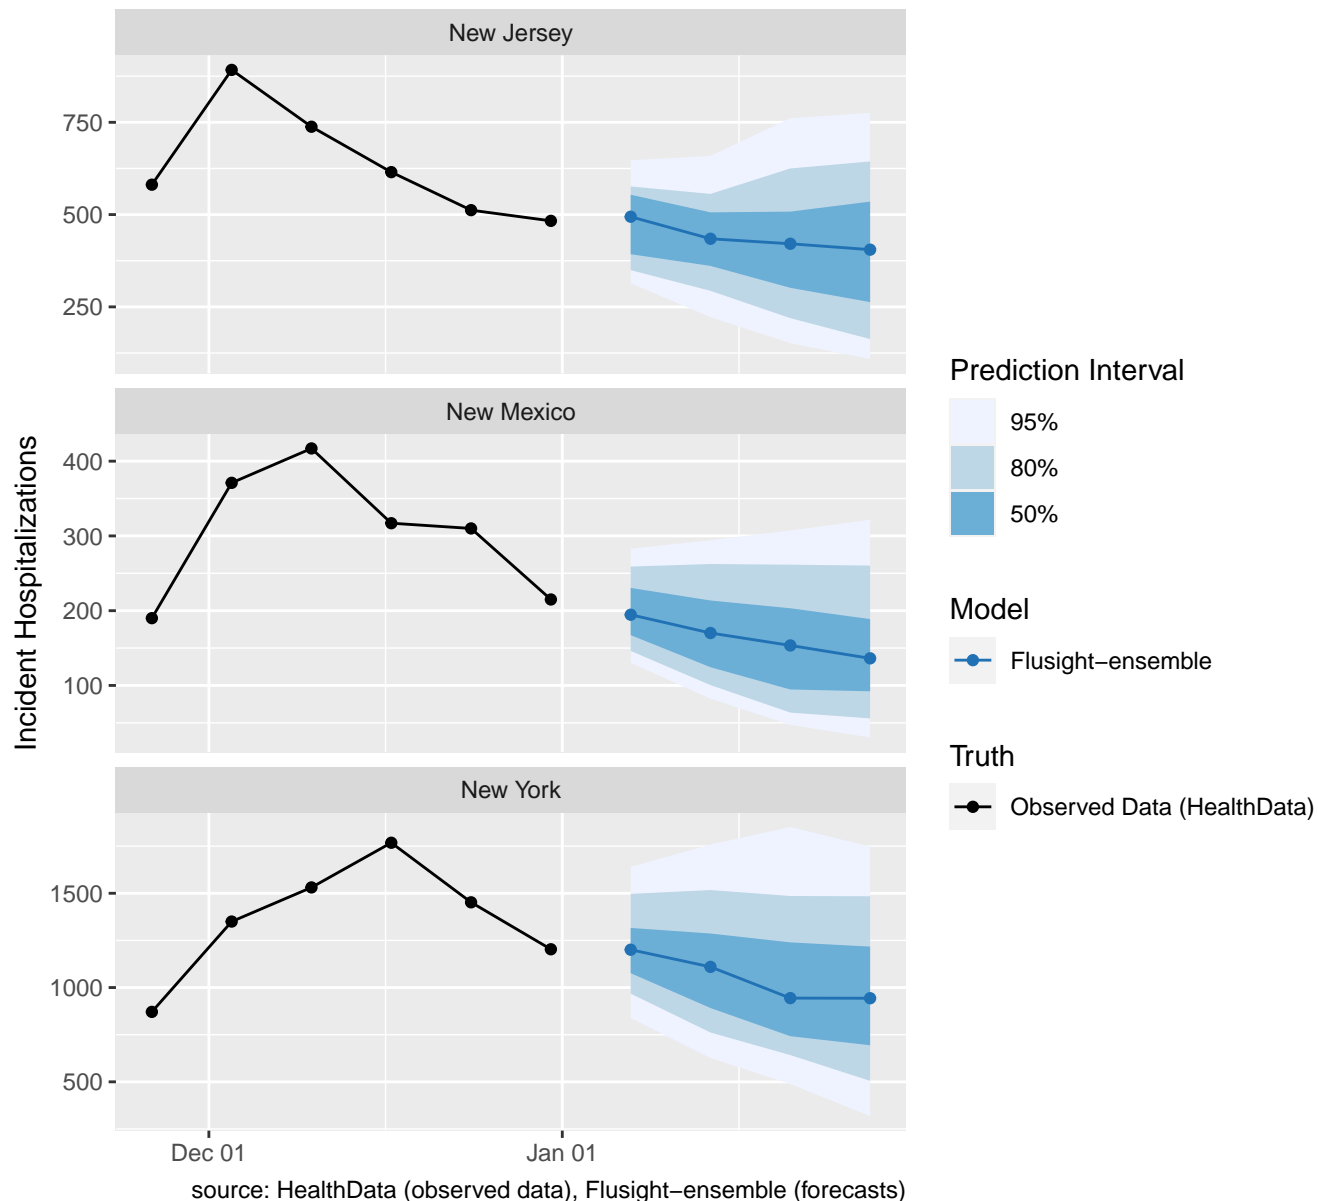 New Jersey
750
500
250
New Mexico
400
300
200
100
New York
1500
1000
500
Dec 01
Jan 01
Incident Hospitalizations
source: HealthData (observed data), Flusight−ensemble (forecasts)
Prediction Interval
95%
80%
50%
Model
Flusight−ensemble
Truth
Observed Data (HealthData)